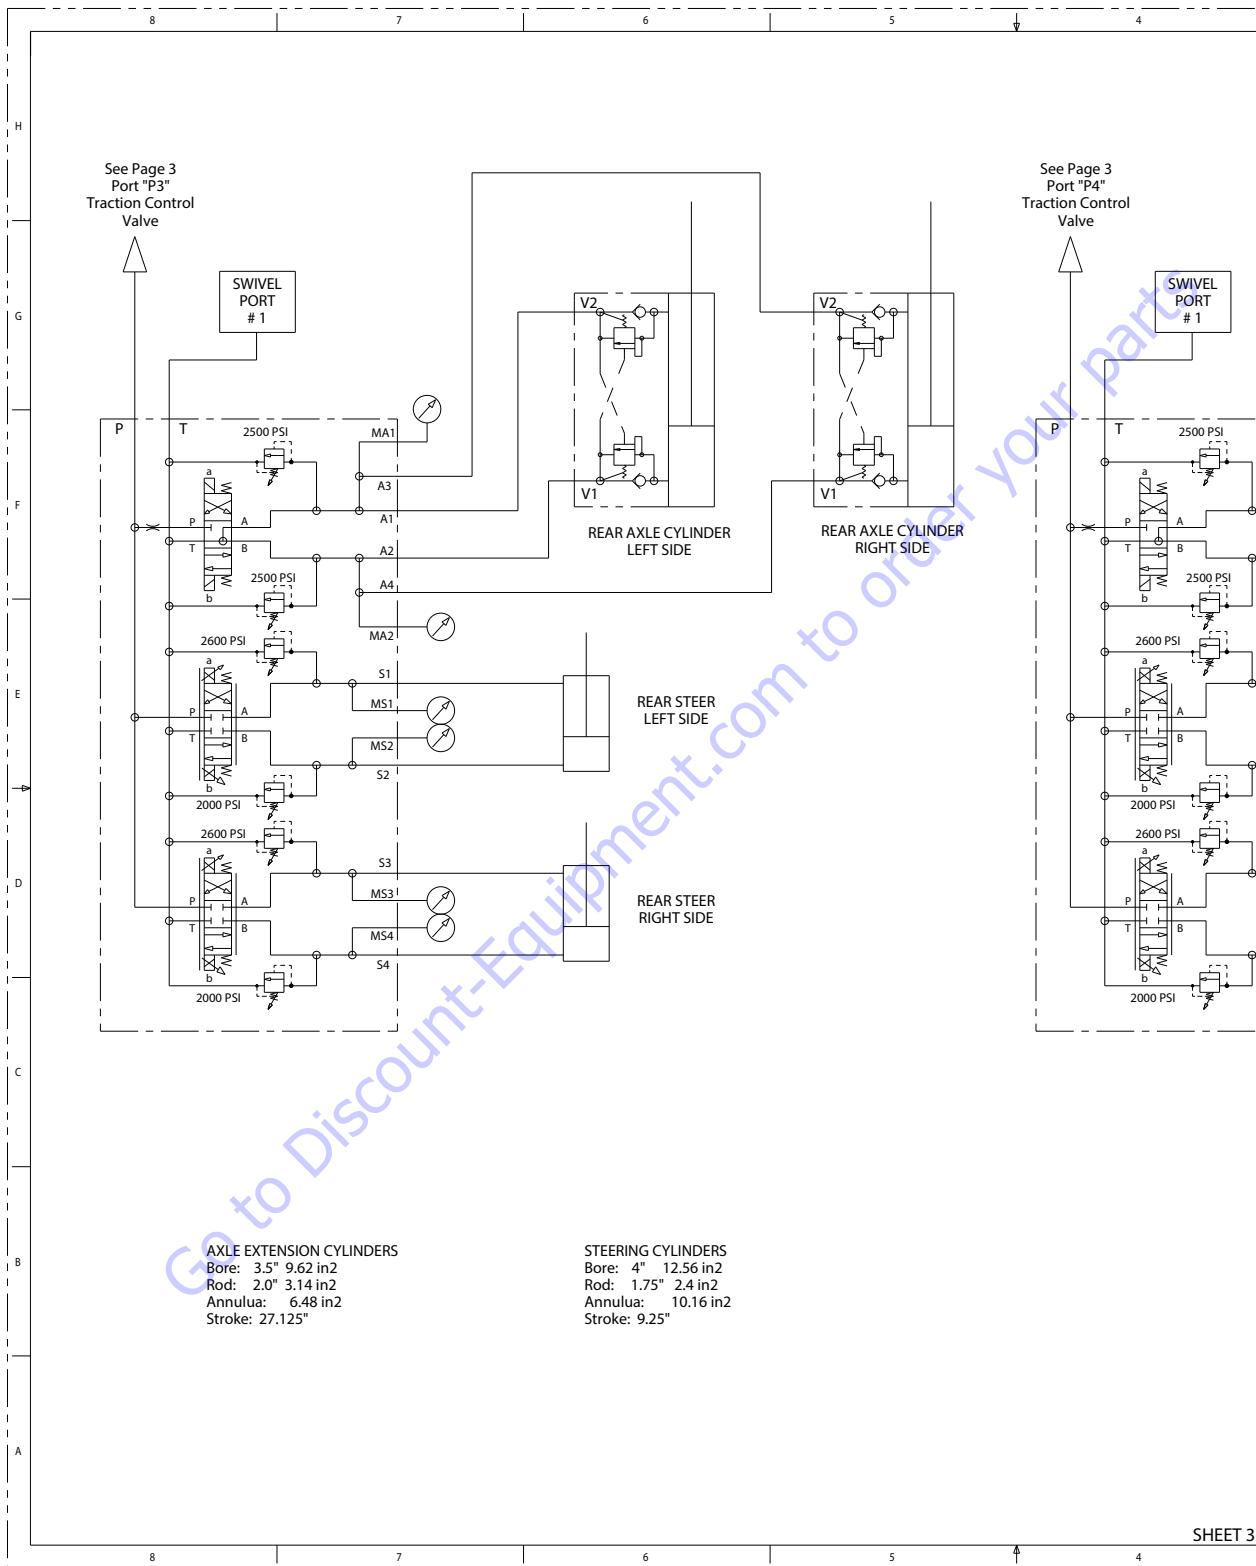 8 7 6 5 4
H
See Page 3
Port "P3"
Traction Control
Valve
See Page 3
Port "P4"
Traction Control
Valve
SWIVEL
PORT
# 1
SWIVEL
PORT
# 1
G
V2
V2
P T
2500 PSI
MA1
a
A3
F
P A
A1
T B
A2
V1
V1
REAR AXLE CYLINDER
LEFT SIDE
REAR AXLE CYLINDER
RIGHT SIDE
2500 PSI
A4
b
MA2
2600 PSI
a
S1
E
MS1
P A
T B
MS2
S2
b
2000 PSI
REAR STEER
LEFT SIDE
2600 PSI
a
S3
D
MS3
P A
T B
MS4
S4
b
2000 PSI
REAR STEER
RIGHT SIDE
P T
2500 PSI
a
P A
T B
2500 PSI
b
2600 PSI
a
P A
T B
b
2000 PSI
2600 PSI
a
P A
T B
b
2000 PSI
C
B
AXLE EXTENSION CYLINDERS
Bore: 3.5" 9.62 in2
Rod: 2.0" 3.14 in2
Annulua: 6.48 in2
Stroke: 27.125"
STEERING CYLINDERS
Bore: 4" 12.56 in2
Rod: 1.75" 2.4 in2
Annulua: 10.16 in2
Stroke: 9.25"
A
SHEET 3
8 7 6 5 4
Go to Discount-Equipment.com to order your parts